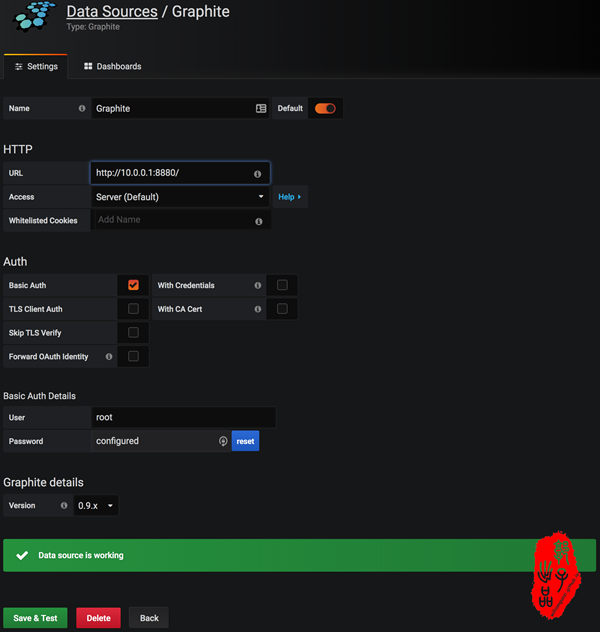 Data Sources / Graphite
Type: Graphite
Settings Dashboards
Name Graphite Default
HTTP
URL http://10.0.0.1:8880/
Access Server (Default) Help
Whitelisted Cookies Add Name
Auth
Basic Auth With Credentials
TLS Client Auth With CA Cert
Skip TLS Verify
Forward OAuth Identity
Basic Auth Details
User root
Password configured reset
Graphite details
Version 0.9.x
Data source is working
Save & Test Delete Back